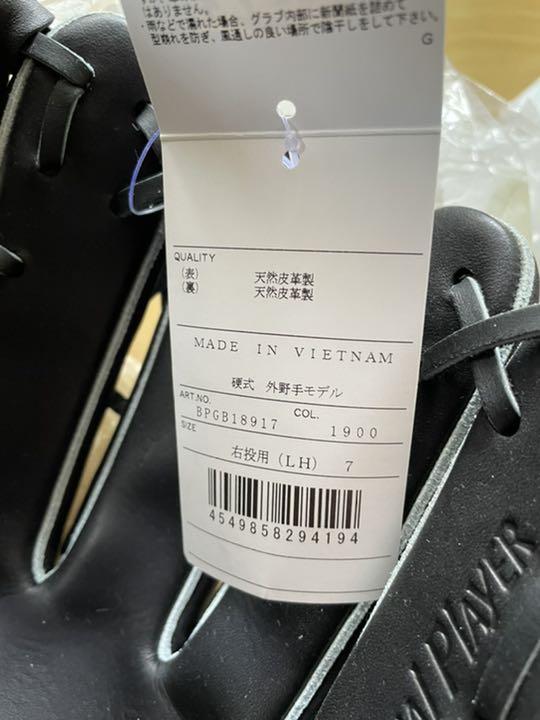 はありません。
・雨などで濡れた場合、グラブ内部に新聞紙を詰めて
型熱れを防ぎ、風通しの良い場所で陰干しをして下さい。
G
QUALITY
(表) 天然皮革製
(裏) 天然皮革製
MADE IN VIETNAM
硬式 外野手モデル
ART.NO. BPGB18917 COL. 1900
SIZE 右投用(LH) 7
4549858294194
PLAYER